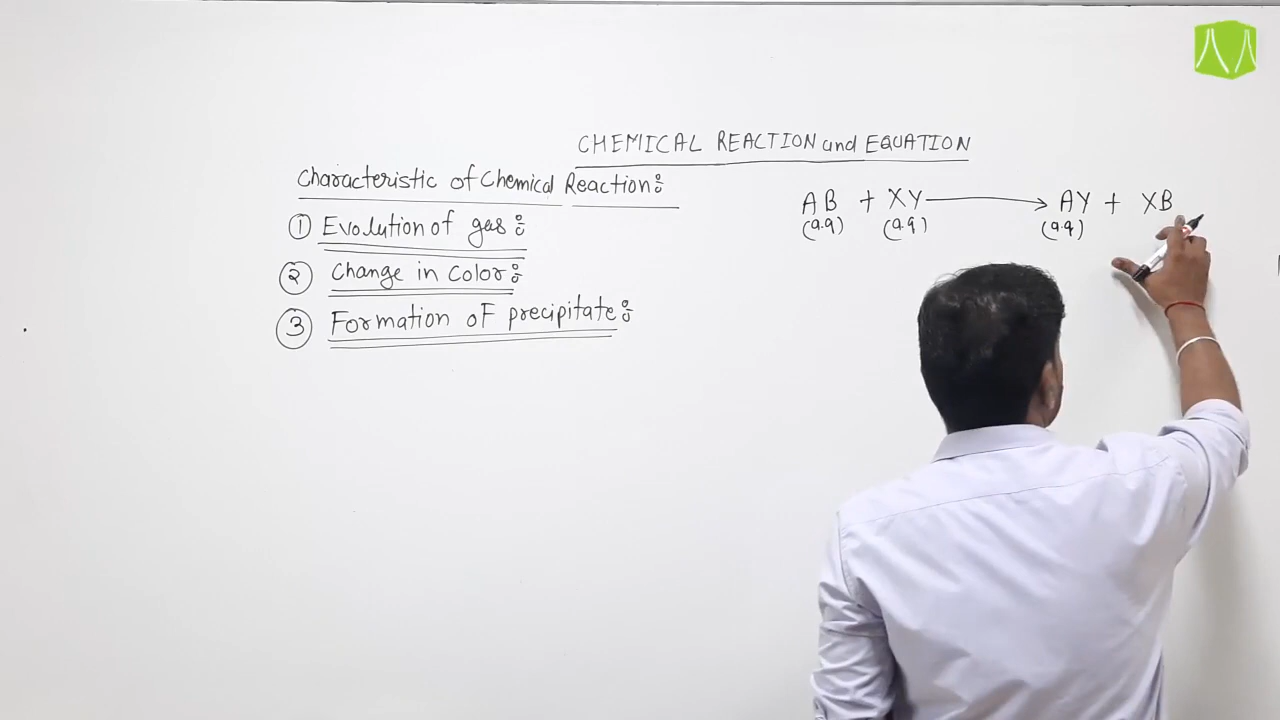 CHEMICAL REACTION and EQUATION
Characteristic of Chemical Reaction:
① Evolution of gas:
② Change in Color:
③ Formation of precipitate:
AB + XY ⟶ AY + XB
(a.q) (a.q) (a.q)